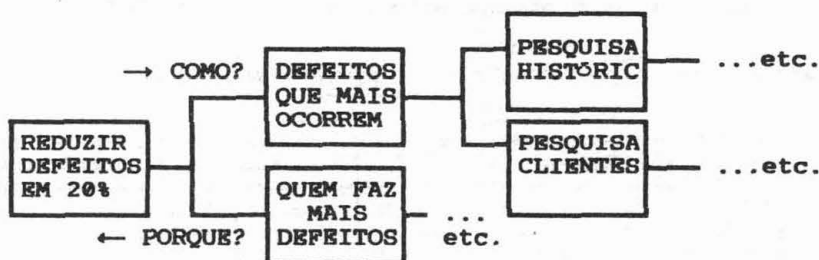 → COMO?
DEFEITOS
QUE MAIS
OCORREM
PESQUISA
HISTÓRIC
...etc.
REDUZIR
DEFEITOS
EM 20%
PESQUISA
CLIENTES
...etc.
← PORQUE?
QUEM FAZ
MAIS
DEFEITOS
...
etc.